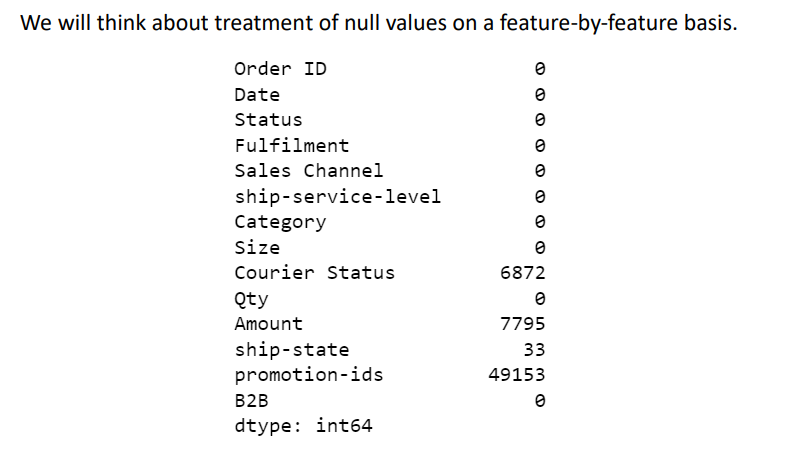 We will think about treatment of null values on a feature-by-feature basis.
Order ID 0
Date 0
Status 0
Fulfilment 0
Sales Channel 0
ship-service-level 0
Category 0
Size 0
Courier Status 6872
Qty 0
Amount 7795
ship-state 33
promotion-ids 49153
B2B 0
dtype: int64